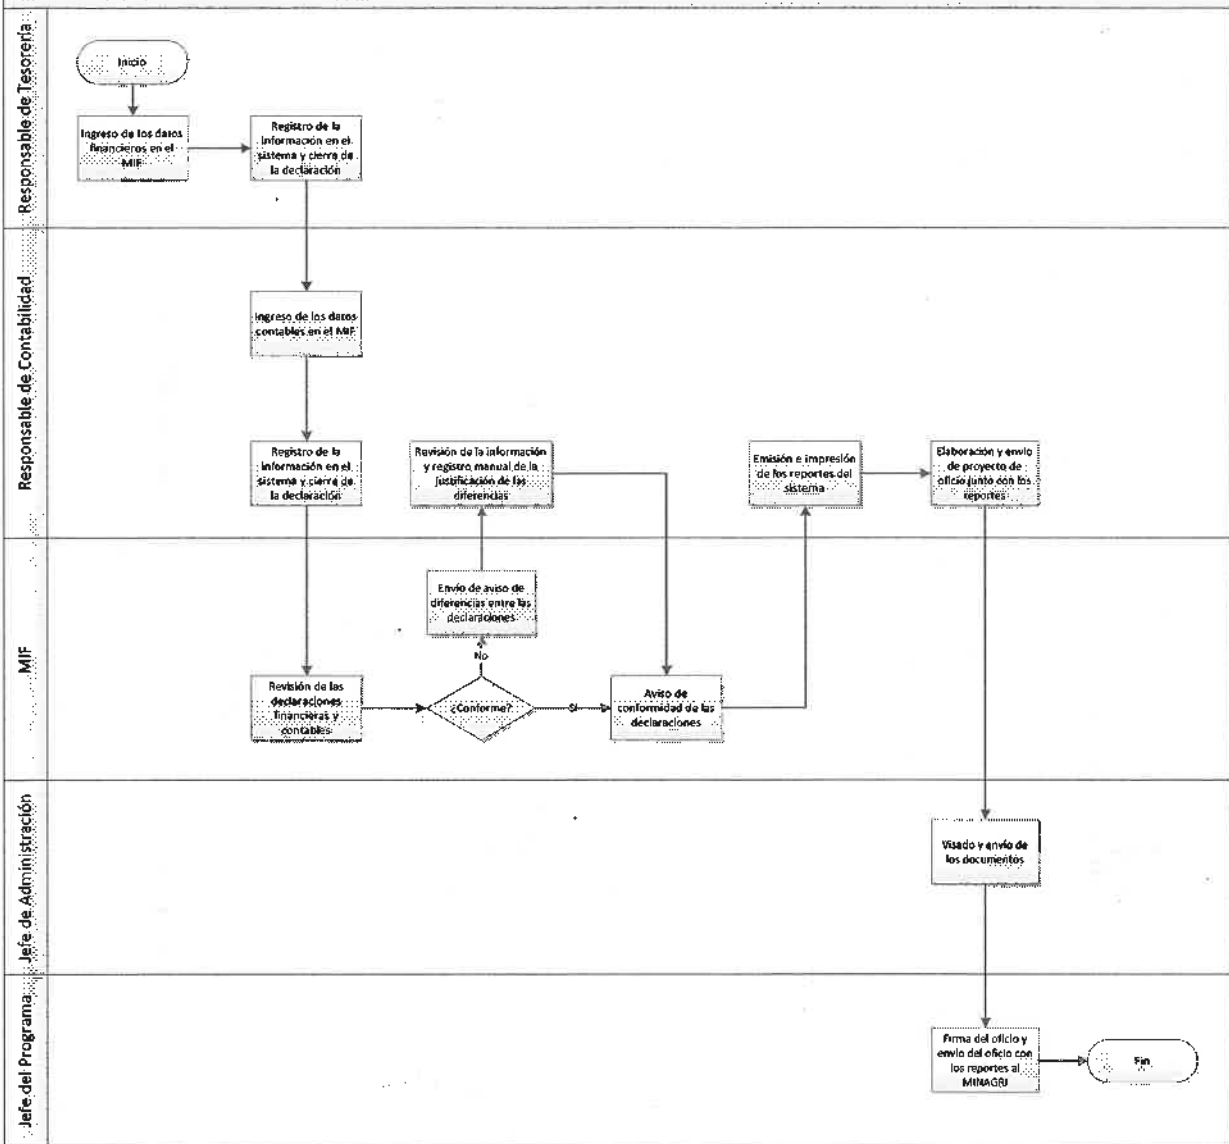 Responsable de Tesorería
Inicio
Ingreso de los datos
financieros en el
MIF
Registro de la
información en el
sistema y cierre de
la declaración
Responsable de Contabilidad
Ingreso de los datos
contables en el MIF
Registro de la
información en el
sistema y cierre de
la declaración
Revisión de la información
y registro manual de la
justificación de las
diferencias
Emisión e impresión
de los reportes del
sistema
Elaboración y envío
de proyecto de
oficio junto con los
reportes
MIF
Envío de aviso de
diferencias entre las
declaraciones
No
Revisión de las
declaraciones
financieras y
contables
¿Conforme?
Sí
Aviso de
conformidad de las
declaraciones
Jefe de Administración
Visado y envío de
los documentos
Jefe del Programa
Firma del oficio y
envío del oficio con
los reportes al
MINAGRI
Fin